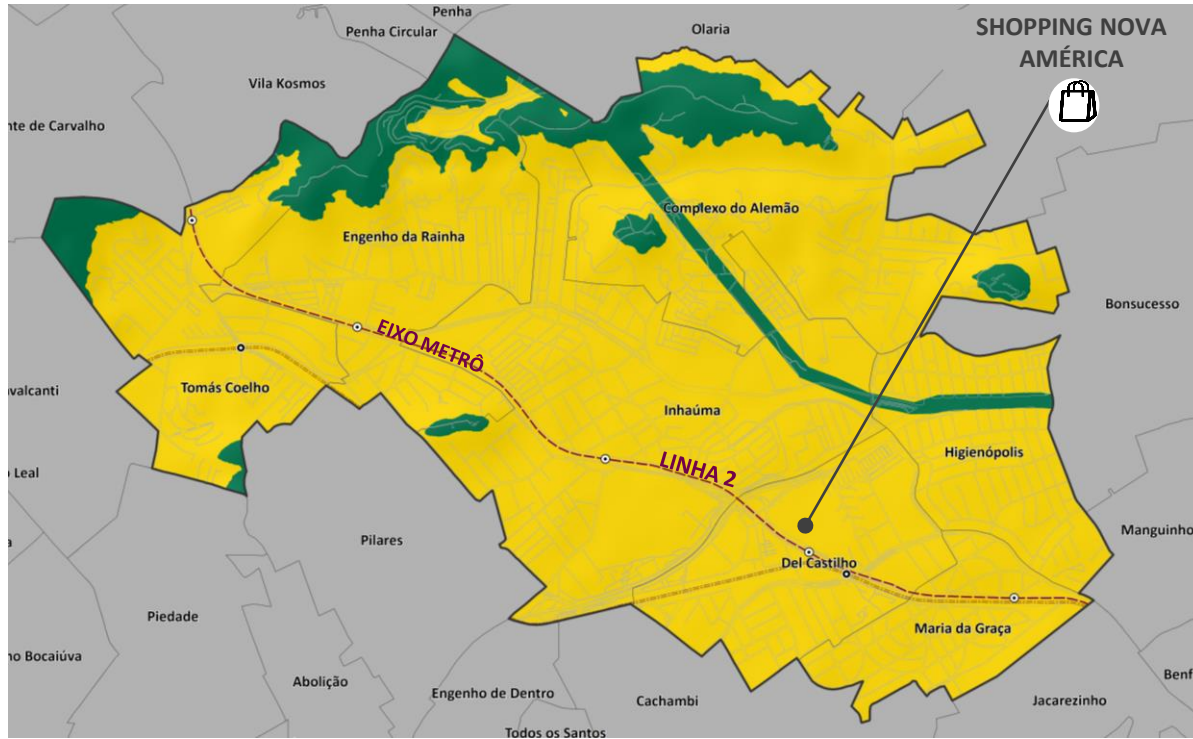 Penha
SHOPPING NOVA
AMÉRICA
Penha Circular
Olaria
Vila Kosmos
nte de Carvalho
Complexo do Alemão
Engenho da Rainha
Bonsucesso
EIXO METRÔ
Tomás Coelho
avalcanti
Inhaúma
Higienópolis
LINHA 2
o Leal
Manguinho
Pilares
Del Castilho
Piedade
Maria da Graça
no Bocaiúva
Abolição
Engenho de Dentro
Cachambi
Jacarezinho
Benf
Todos os Santos